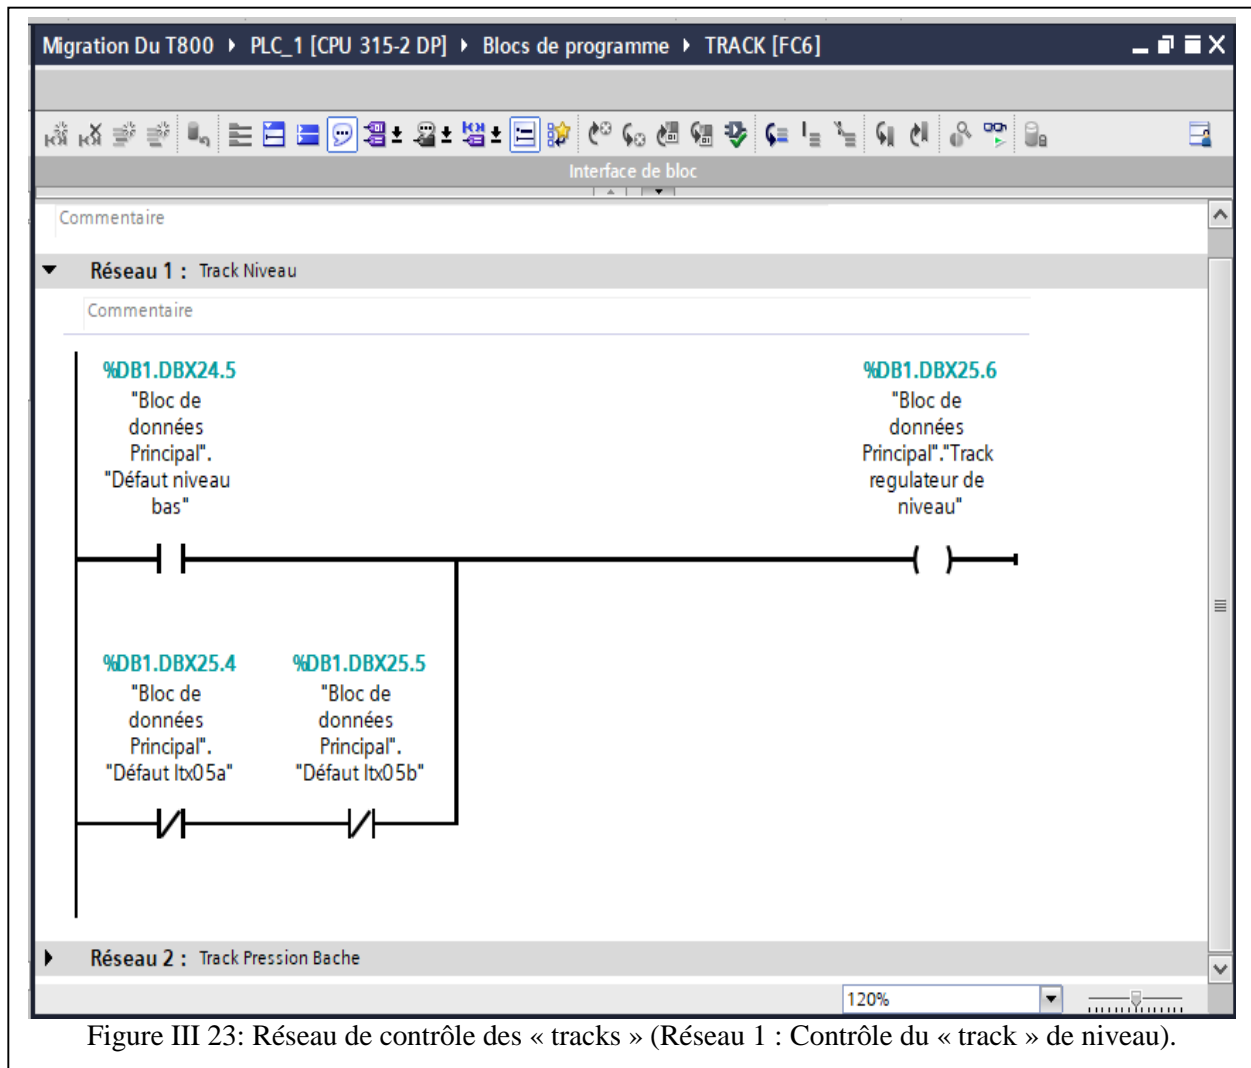 Migration Du T800 ▸ PLC_1 [CPU 315-2 DP] ▸ Blocs de programme ▸ TRACK [FC6]
Interface de bloc
Commentaire
Réseau 1 : Track Niveau
Commentaire
%DB1.DBX24.5
"Bloc de
données
Principal".
"Défaut niveau
bas"
%DB1.DBX25.6
"Bloc de
données
Principal"."Track
regulateur de
niveau"
%DB1.DBX25.4
"Bloc de
données
Principal".
"Défaut ltx05a"
%DB1.DBX25.5
"Bloc de
données
Principal".
"Défaut ltx05b"
Réseau 2 : Track Pression Bache
120%
Figure III 23: Réseau de contrôle des « tracks » (Réseau 1 : Contrôle du « track » de niveau).